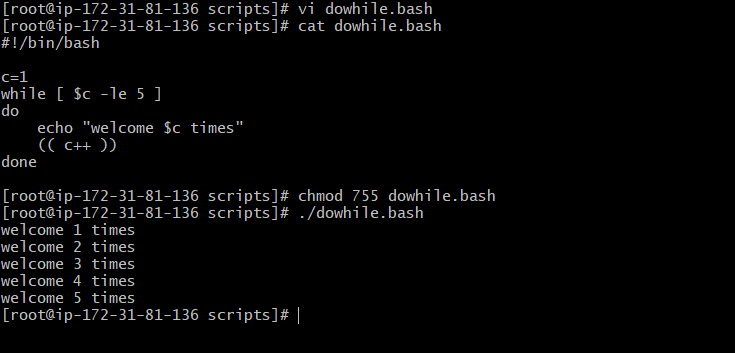 [root@ip-172-31-81-136 scripts]# vi dowhile.bash
[root@ip-172-31-81-136 scripts]# cat dowhile.bash
#!/bin/bash

c=1
while [ $c -le 5 ]
do
    echo "welcome $c times"
    (( c++ ))
done

[root@ip-172-31-81-136 scripts]# chmod 755 dowhile.bash
[root@ip-172-31-81-136 scripts]# ./dowhile.bash
welcome 1 times
welcome 2 times
welcome 3 times
welcome 4 times
welcome 5 times
[root@ip-172-31-81-136 scripts]#